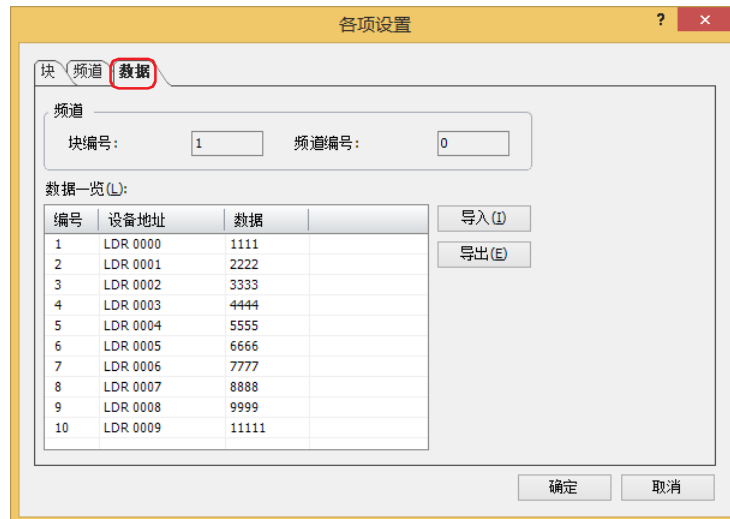 各项设置 ? ×
块 频道 数据
频道
块编号: 1 频道编号: 0
数据一览(L):
编号 设备地址 数据 导入(I)
1 LDR 0000 1111 导出(E)
2 LDR 0001 2222
3 LDR 0002 3333
4 LDR 0003 4444
5 LDR 0004 5555
6 LDR 0005 6666
7 LDR 0006 7777
8 LDR 0007 8888
9 LDR 0008 9999
10 LDR 0009 11111
确定 取消